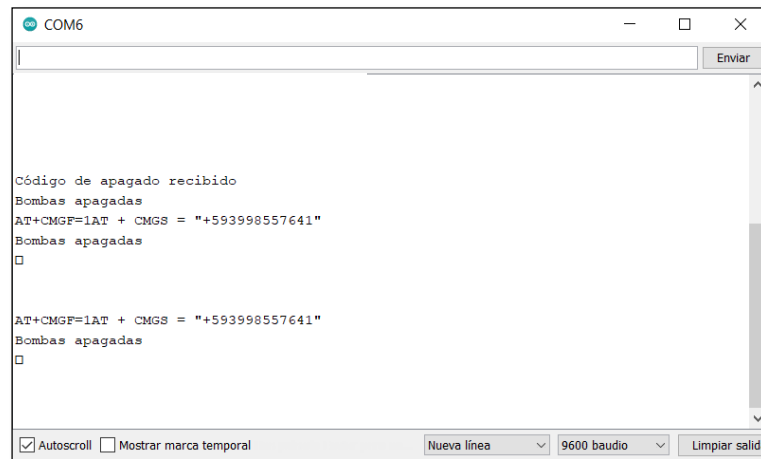 COM6
Enviar
Código de apagado recibido
Bombas apagadas
AT+CMGF=1AT + CMGS = "+593998557641"
Bombas apagadas
AT+CMGF=1AT + CMGS = "+593998557641"
Bombas apagadas
Autoscroll Mostrar marca temporal Nueva línea 9600 baudio Limpiar salid